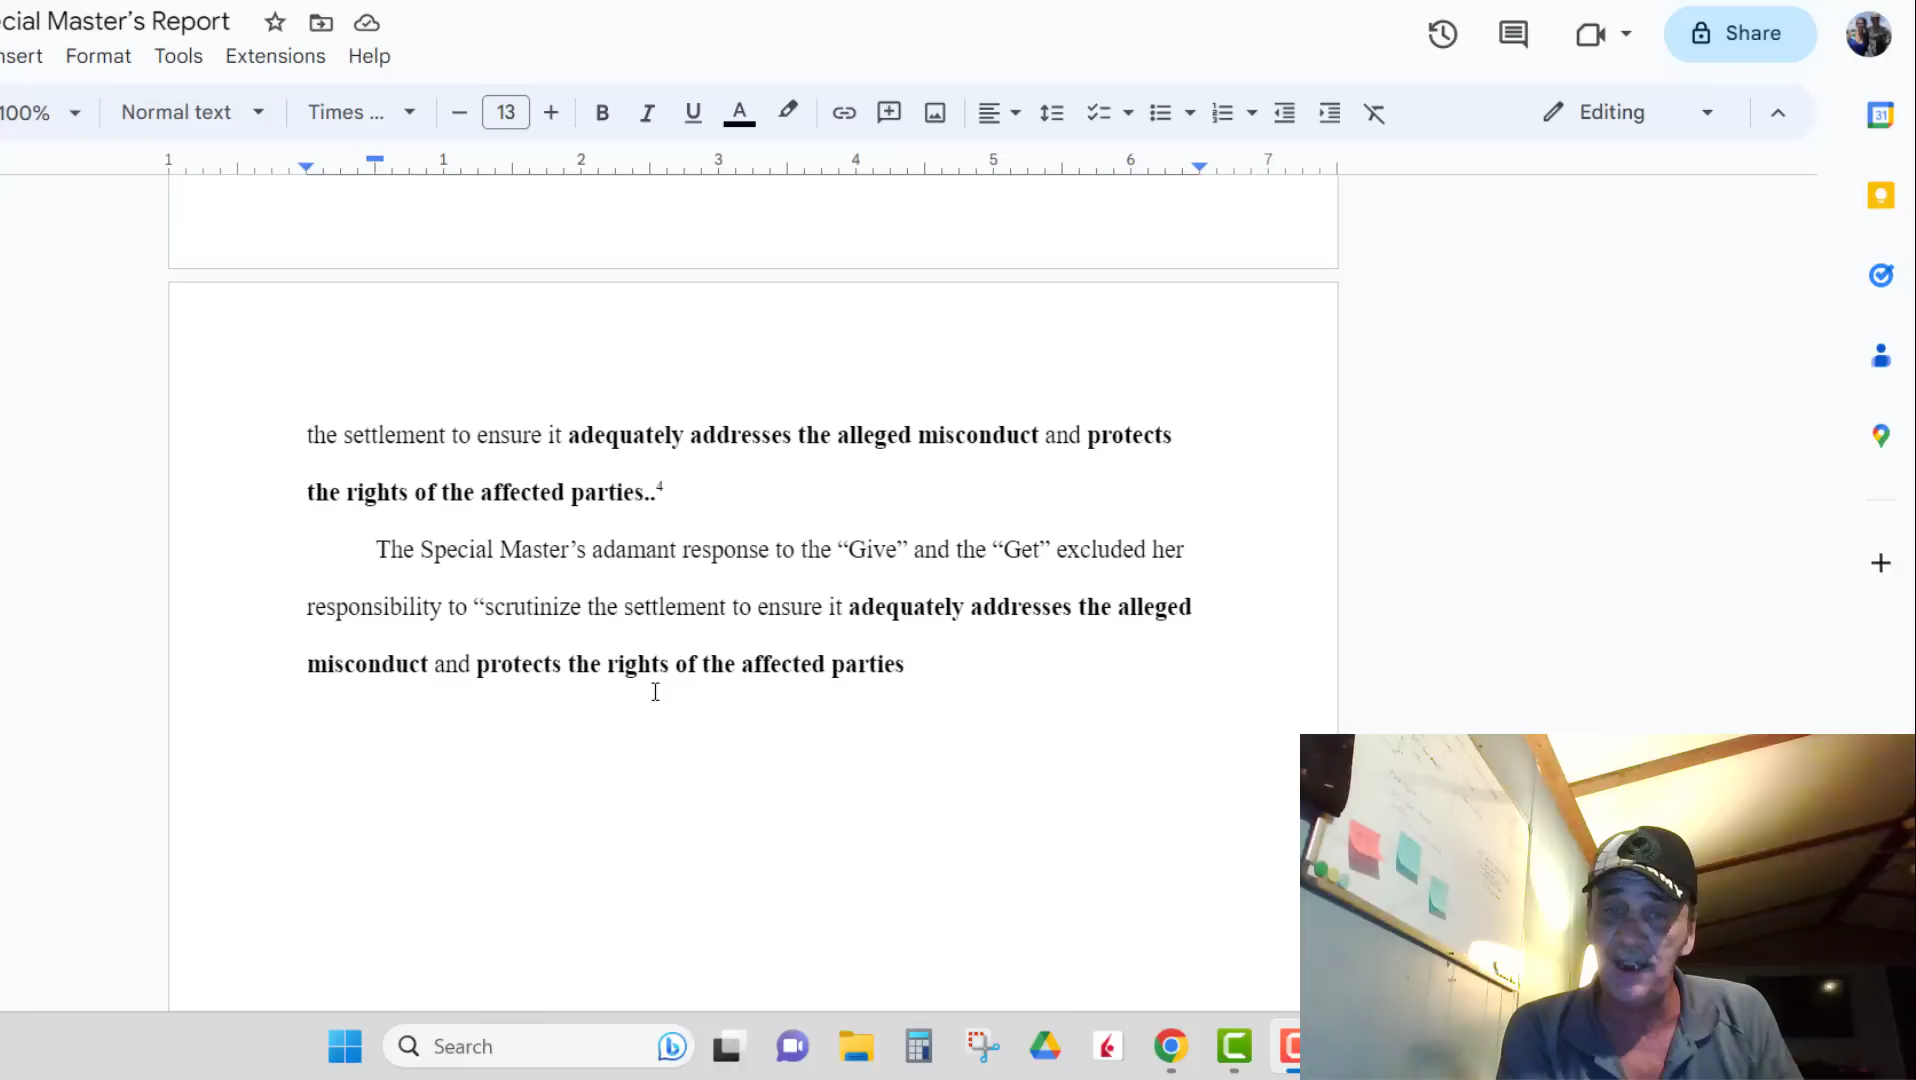 cial Master’s Report
nsert Format Tools Extensions Help
Share
100% Normal text Times ... 13 B I U A Editing
31
1 1 2 3 4 5 6 7
the settlement to ensure it adequately addresses the alleged misconduct and protects
the rights of the affected parties..4
The Special Master’s adamant response to the “Give” and the “Get” excluded her
responsibility to “scrutinize the settlement to ensure it adequately addresses the alleged
misconduct and protects the rights of the affected parties
Search